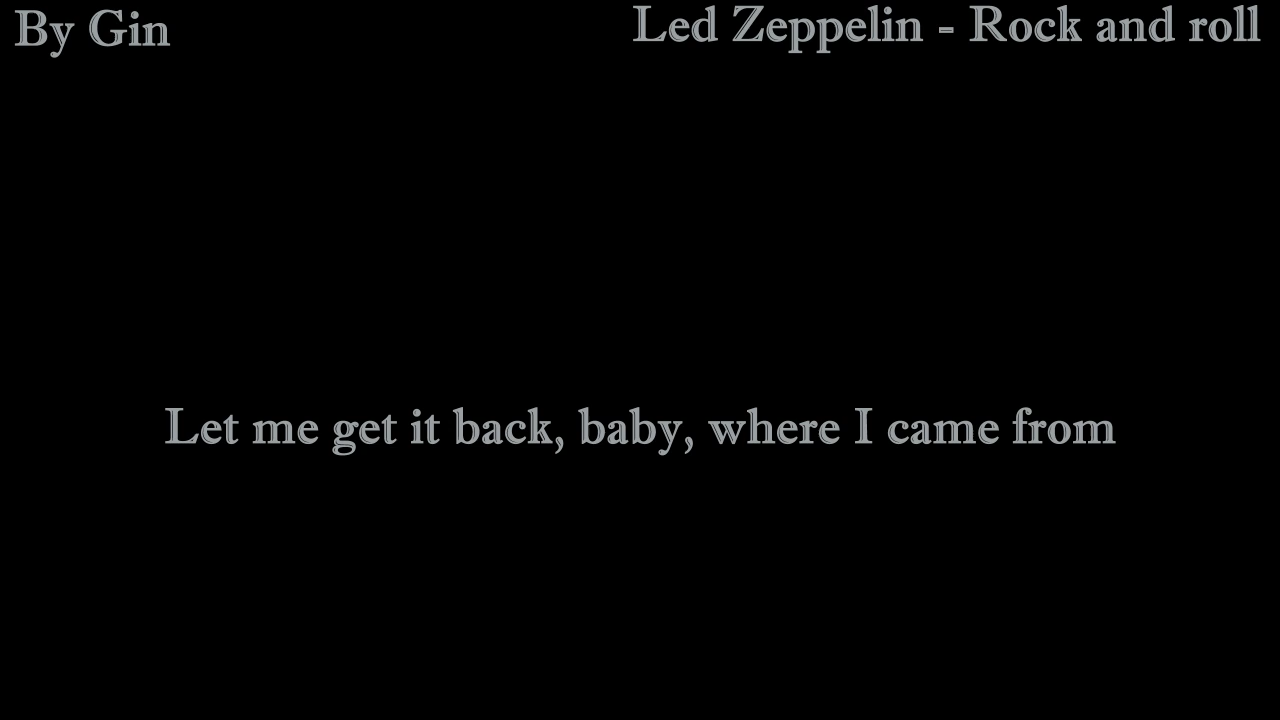 By Gin
Led Zeppelin - Rock and roll
Let me get it back, baby, where I came from